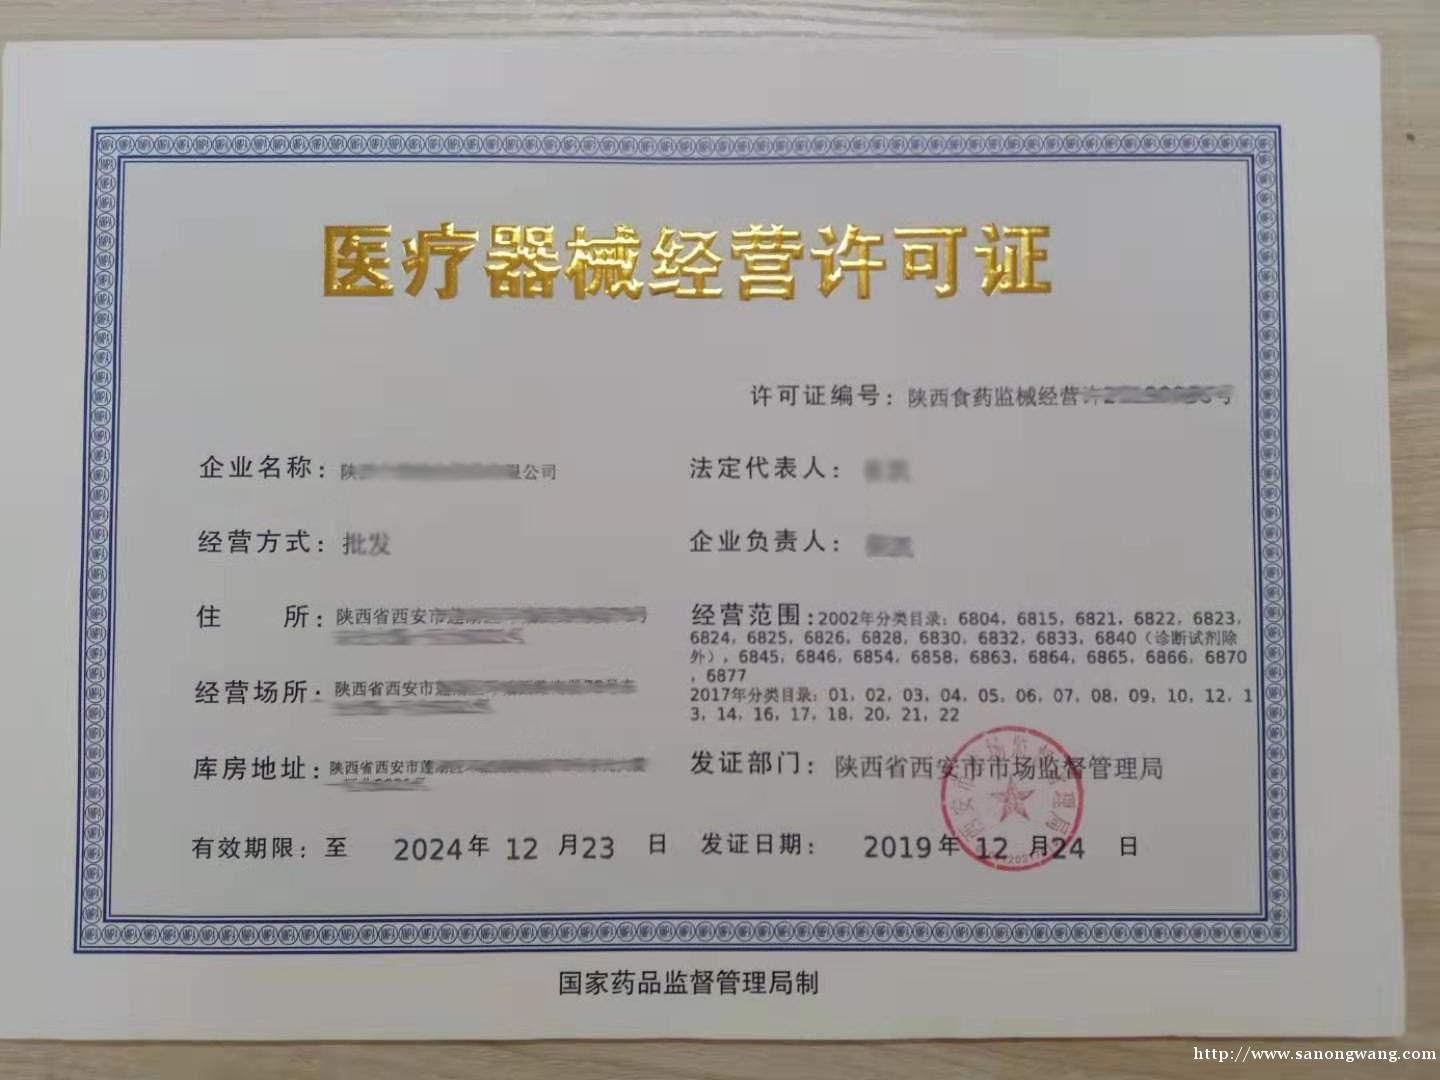 医疗器械经营许可证
许可证编号：陕西食药监械经营许
企业名称：陕 限公司
法定代表人：
经营方式：批发
企业负责人：
住 所：陕西省西安市
经营范围：2002年分类目录：6804，6815，6821，6822，6823，
6824，6825，6826，6828，6830，6832，6833，6840（诊断试剂除
外），6845，6846，6854，6858，6863，6864，6865，6866，6870
，6877
2017年分类目录：01，02，03，04，05，06，07，08，09，10，12，1
3，14，16，17，18，20，21，22
经营场所：陕西省西安市
库房地址：陕西省西安市莲
发证部门：陕西省西安市市场监督管理局
有效期限：至 2024年 12 月23 日
发证日期：2019年 12 月24 日
国家药品监督管理局制
http://www.sanongwang.com